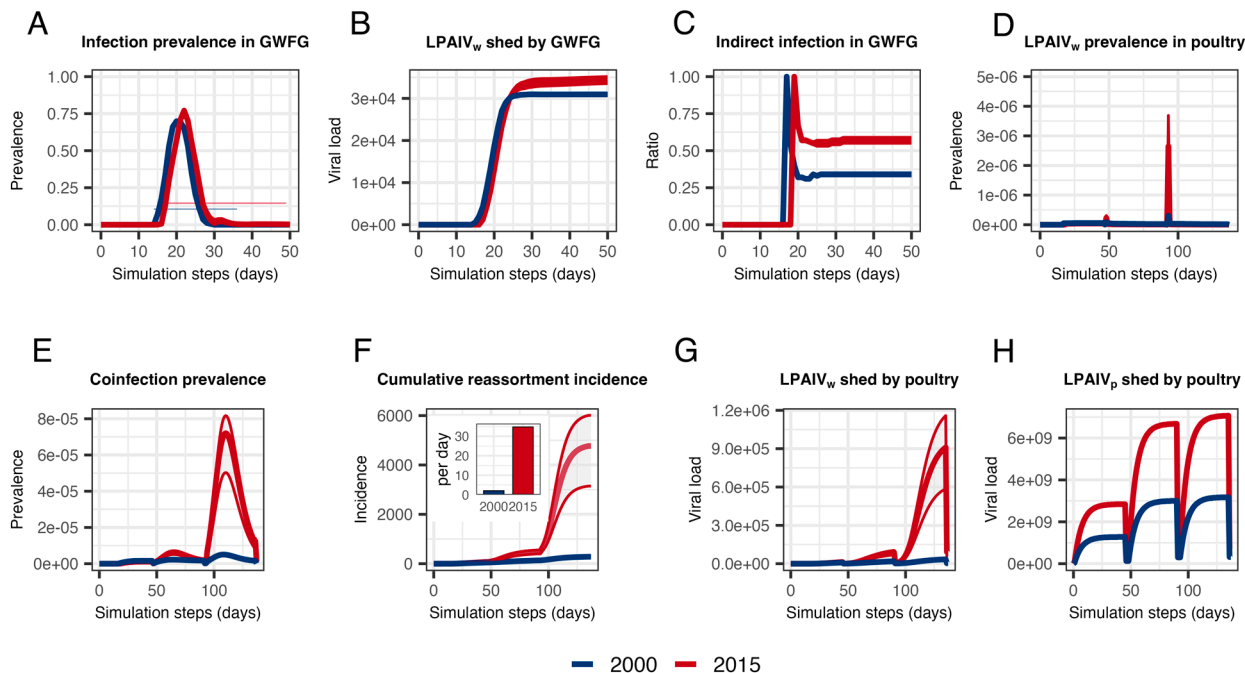 A
Infection prevalence in GWFG
Prevalence
1.00
0.75
0.50
0.25
0.00
0 10 20 30 40 50
Simulation steps (days)
B
LPAIVw shed by GWFG
Viral load
3e+04
2e+04
1e+04
0e+00
0 10 20 30 40 50
Simulation steps (days)
C
Indirect infection in GWFG
Ratio
1.00
0.75
0.50
0.25
0.00
0 10 20 30 40 50
Simulation steps (days)
D
LPAIVw prevalence in poultry
Prevalence
5e-06
4e-06
3e-06
2e-06
1e-06
0e+00
0 50 100
Simulation steps (days)
E
Coinfection prevalence
Prevalence
8e-05
6e-05
4e-05
2e-05
0e+00
0 50 100
Simulation steps (days)
F
Cumulative reassortment incidence
Incidence
6000
4000
2000
0
per day
30
20
10
0
2000 2015
0 50 100
Simulation steps (days)
G
LPAIVw shed by poultry
Viral load
1.2e+06
9.0e+05
6.0e+05
3.0e+05
0.0e+00
0 50 100
Simulation steps (days)
H
LPAIVp shed by poultry
Viral load
6e+09
4e+09
2e+09
0e+00
0 50 100
Simulation steps (days)
2000 2015